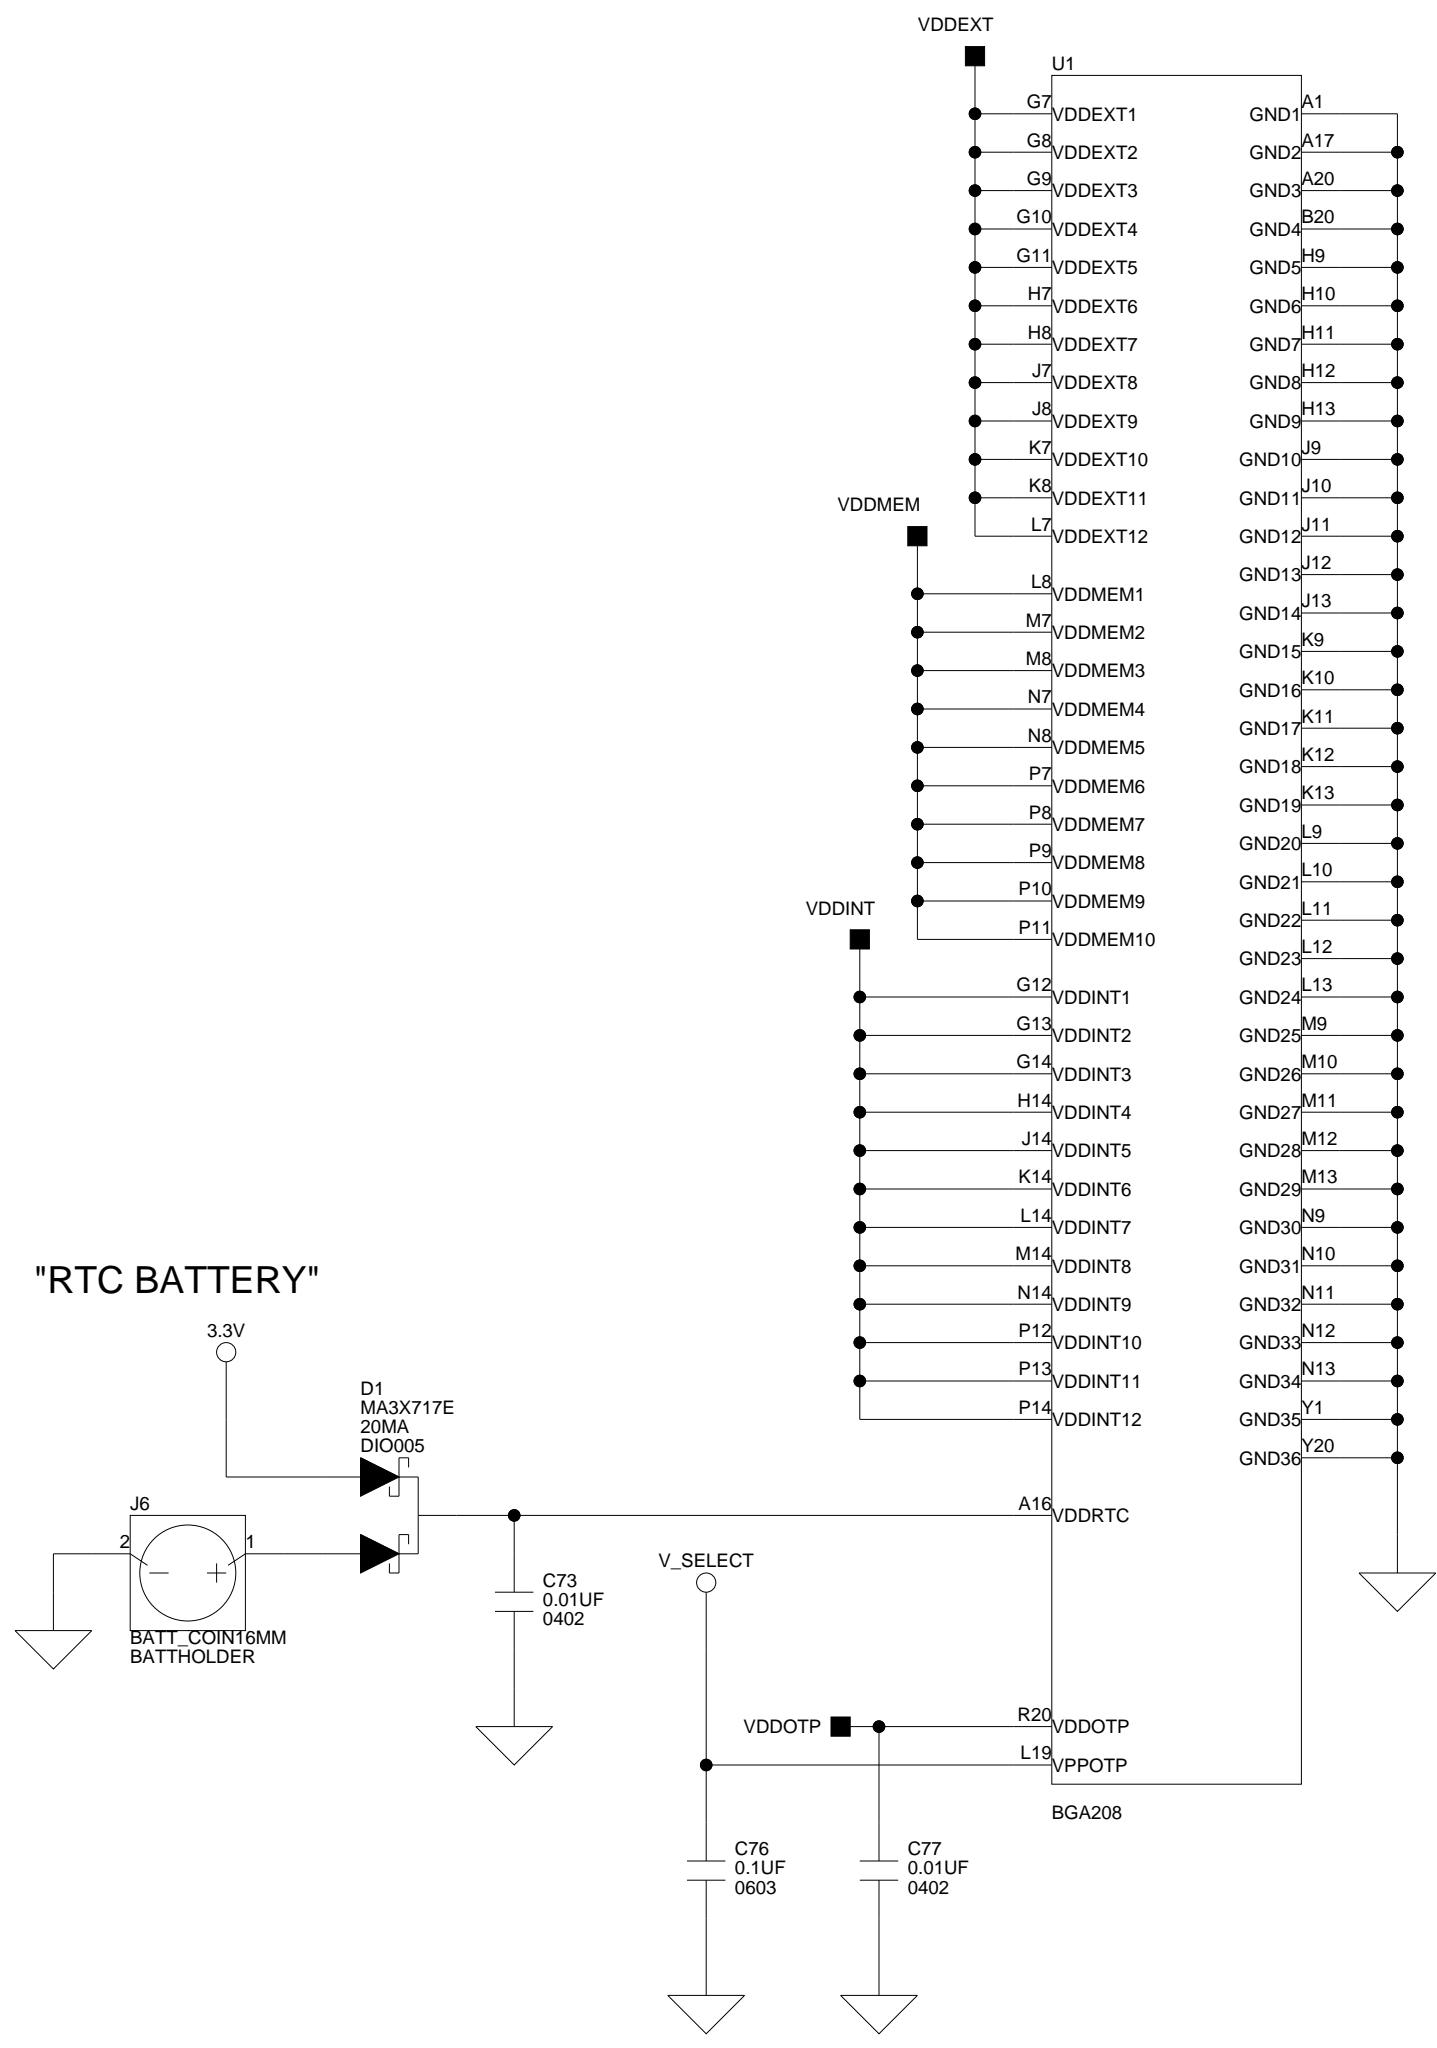 VDDEXT
U1
G7 VDDEXT1 GND1 A1
G8 VDDEXT2 GND2 A17
G9 VDDEXT3 GND3 A20
G10 VDDEXT4 GND4 B20
G11 VDDEXT5 GND5 H9
H7 VDDEXT6 GND6 H10
H8 VDDEXT7 GND7 H11
J7 VDDEXT8 GND8 H12
J8 VDDEXT9 GND9 H13
K7 VDDEXT10 GND10 J9
K8 VDDEXT11 GND11 J10
VDDMEM
L7 VDDEXT12 GND12 J11
GND13 J12
L8 VDDMEM1 GND14 J13
M7 VDDMEM2 GND15 K9
M8 VDDMEM3 GND16 K10
N7 VDDMEM4 GND17 K11
N8 VDDMEM5 GND18 K12
P7 VDDMEM6 GND19 K13
P8 VDDMEM7 GND20 L9
P9 VDDMEM8 GND21 L10
P10 VDDMEM9 GND22 L11
VDDINT
P11 VDDMEM10 GND23 L12
G12 VDDINT1 GND24 L13
G13 VDDINT2 GND25 M9
G14 VDDINT3 GND26 M10
H14 VDDINT4 GND27 M11
J14 VDDINT5 GND28 M12
K14 VDDINT6 GND29 M13
L14 VDDINT7 GND30 N9
M14 VDDINT8 GND31 N10
N14 VDDINT9 GND32 N11
P12 VDDINT10 GND33 N12
P13 VDDINT11 GND34 N13
P14 VDDINT12 GND35 Y1
GND36 Y20
"RTC BATTERY"
3.3V
D1
MA3X717E
20MA
DIO005
J6
2 1
BATT_COIN16MM
BATTHOLDER
A16 VDDRTC
C73
0.01UF
0402
V_SELECT
VDDOTP R20 VDDOTP
L19 VPPOTP
BGA208
C76
0.1UF
0603
C77
0.01UF
0402